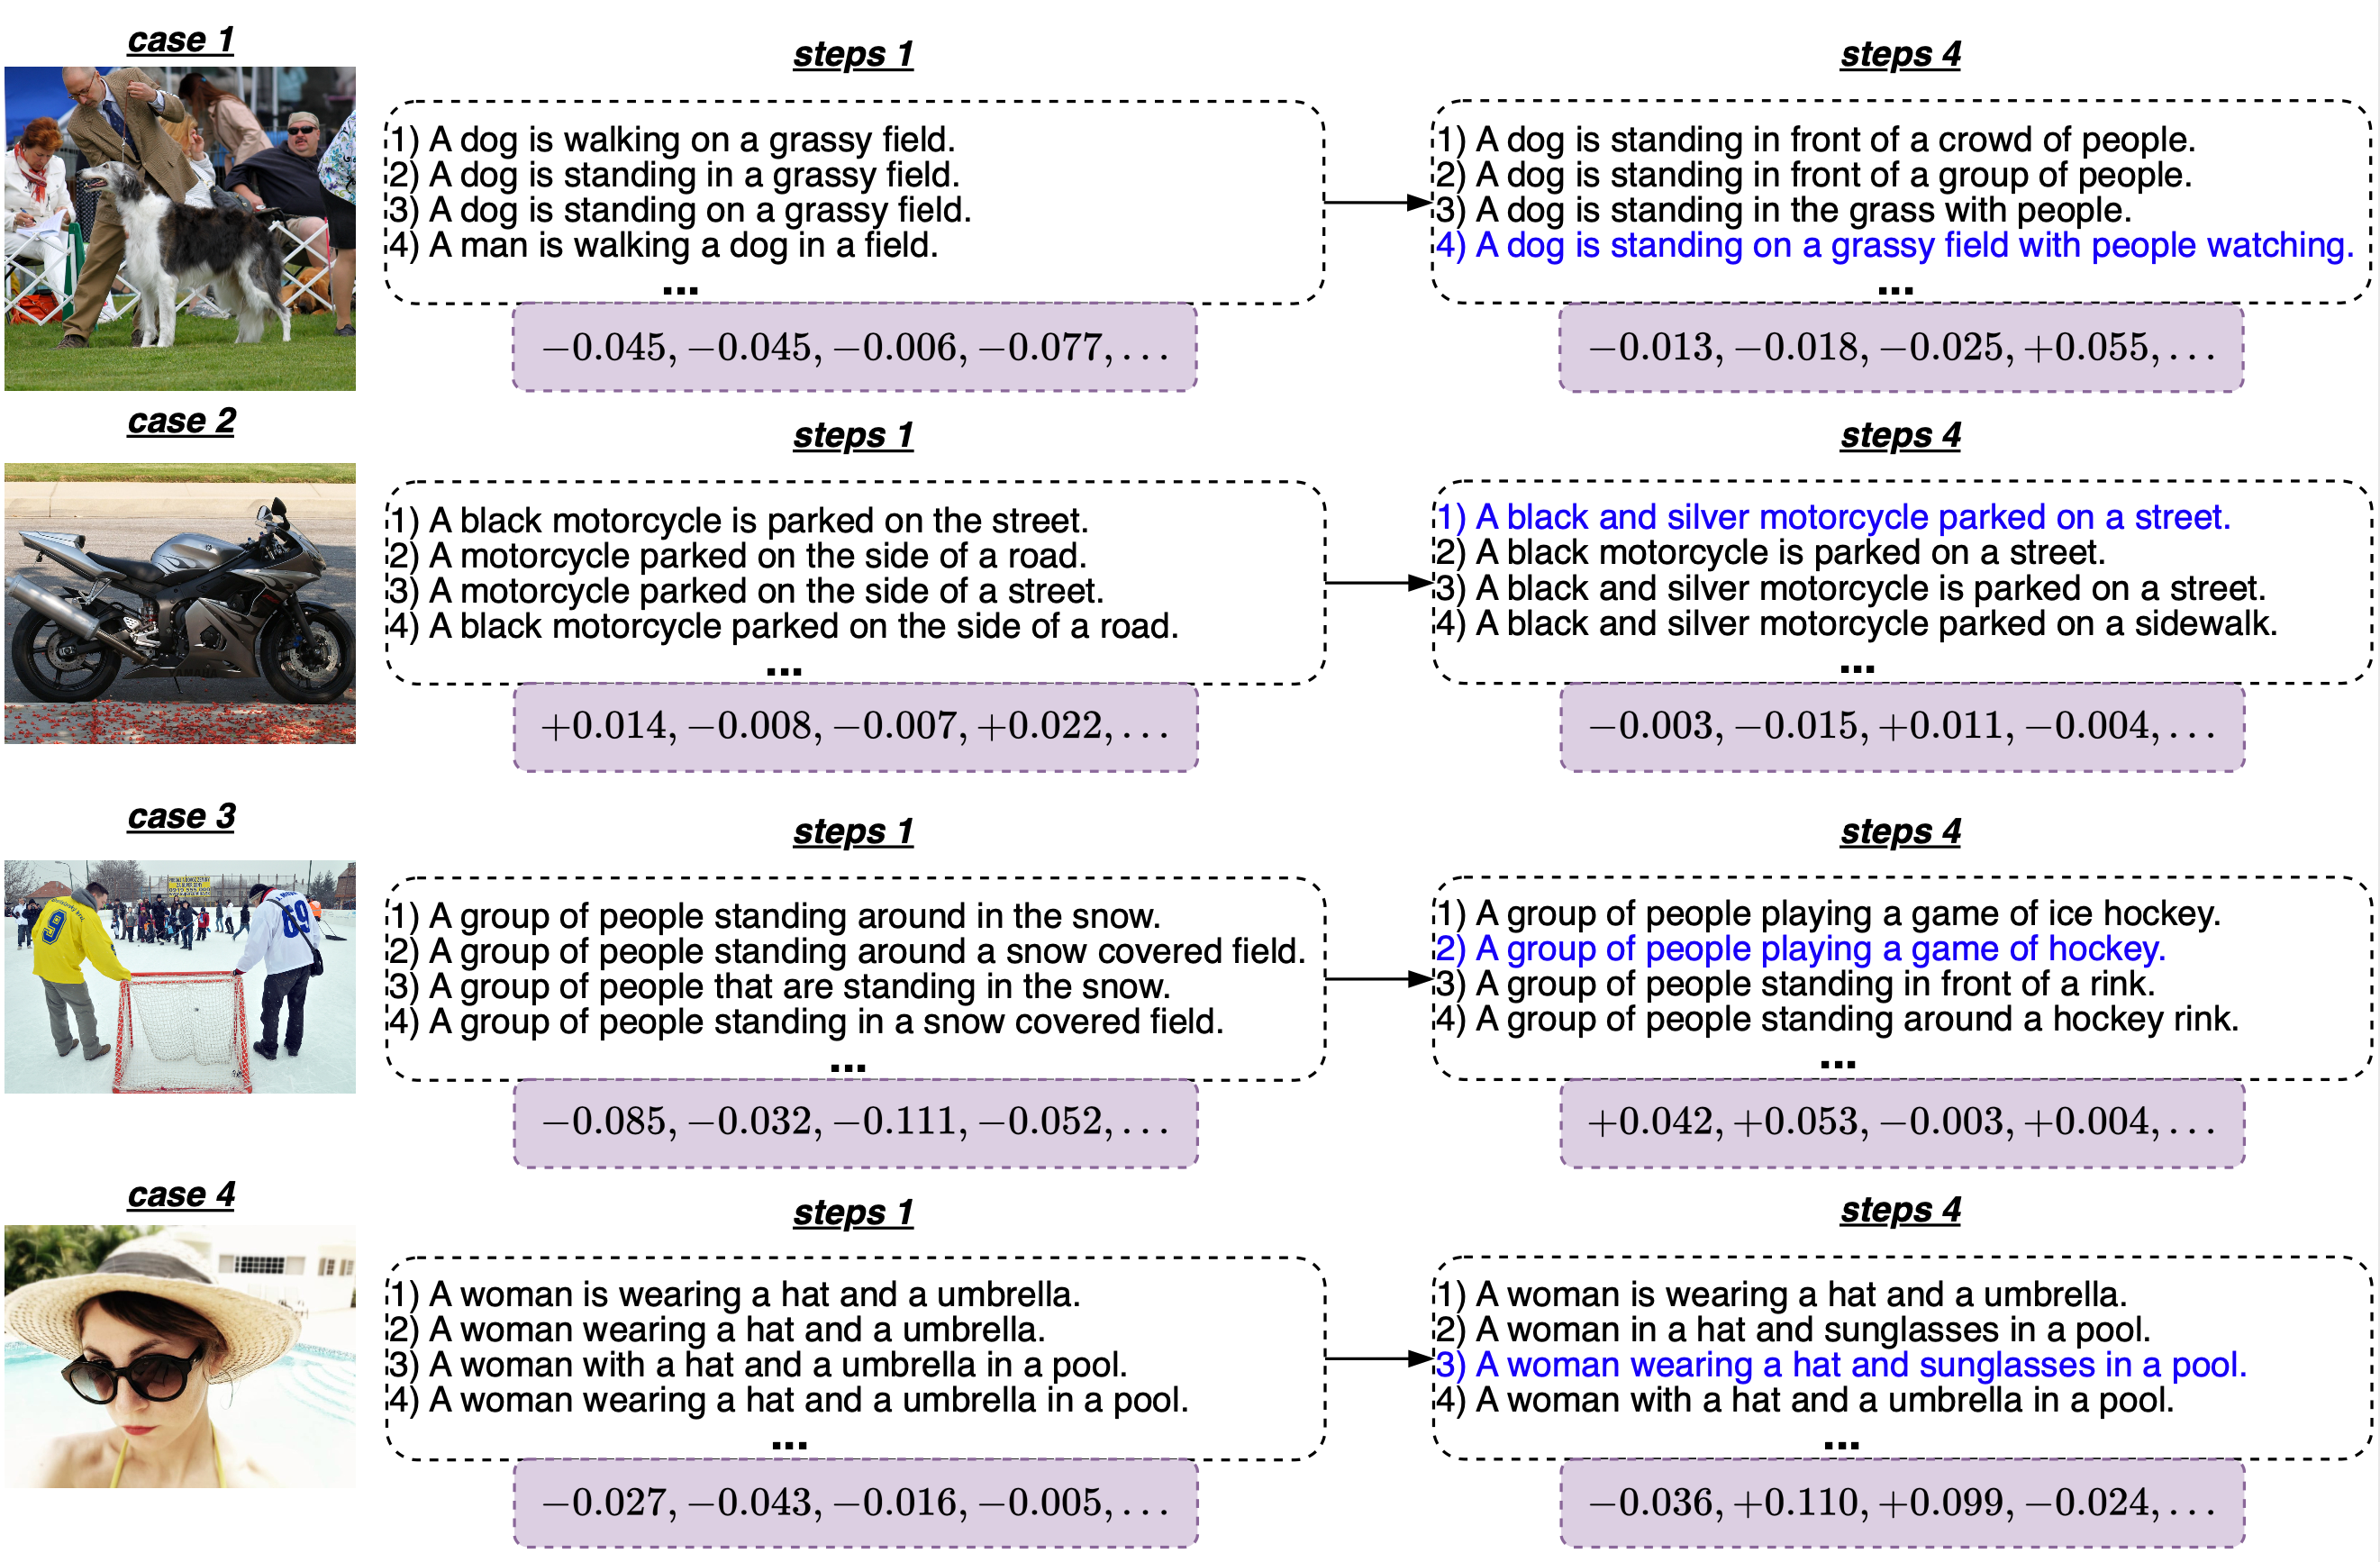 case 1
steps 1
steps 4
1) A dog is walking on a grassy field.
2) A dog is standing in a grassy field.
3) A dog is standing on a grassy field.
4) A man is walking a dog in a field.
...
−0.045, −0.045, −0.006, −0.077, . . .
1) A dog is standing in front of a crowd of people.
2) A dog is standing in front of a group of people.
3) A dog is standing in the grass with people.
4) A dog is standing on a grassy field with people watching.
...
−0.013, −0.018, −0.025, +0.055, . . .
case 2
steps 1
steps 4
1) A black motorcycle is parked on the street.
2) A motorcycle parked on the side of a road.
3) A motorcycle parked on the side of a street.
4) A black motorcycle parked on the side of a road.
...
+0.014, −0.008, −0.007, +0.022, . . .
1) A black and silver motorcycle parked on a street.
2) A black motorcycle is parked on a street.
3) A black and silver motorcycle is parked on a street.
4) A black and silver motorcycle parked on a sidewalk.
...
−0.003, −0.015, +0.011, −0.004, . . .
case 3
9
69
steps 1
steps 4
1) A group of people standing around in the snow.
2) A group of people standing around a snow covered field.
3) A group of people that are standing in the snow.
4) A group of people standing in a snow covered field.
...
−0.085, −0.032, −0.111, −0.052, . . .
1) A group of people playing a game of ice hockey.
2) A group of people playing a game of hockey.
3) A group of people standing in front of a rink.
4) A group of people standing around a hockey rink.
...
+0.042, +0.053, −0.003, +0.004, . . .
case 4
steps 1
steps 4
1) A woman is wearing a hat and a umbrella.
2) A woman wearing a hat and a umbrella.
3) A woman with a hat and a umbrella in a pool.
4) A woman wearing a hat and a umbrella in a pool.
...
−0.027, −0.043, −0.016, −0.005, . . .
1) A woman is wearing a hat and a umbrella.
2) A woman in a hat and sunglasses in a pool.
3) A woman wearing a hat and sunglasses in a pool.
4) A woman with a hat and a umbrella in a pool.
...
−0.036, +0.110, +0.099, −0.024, . . .